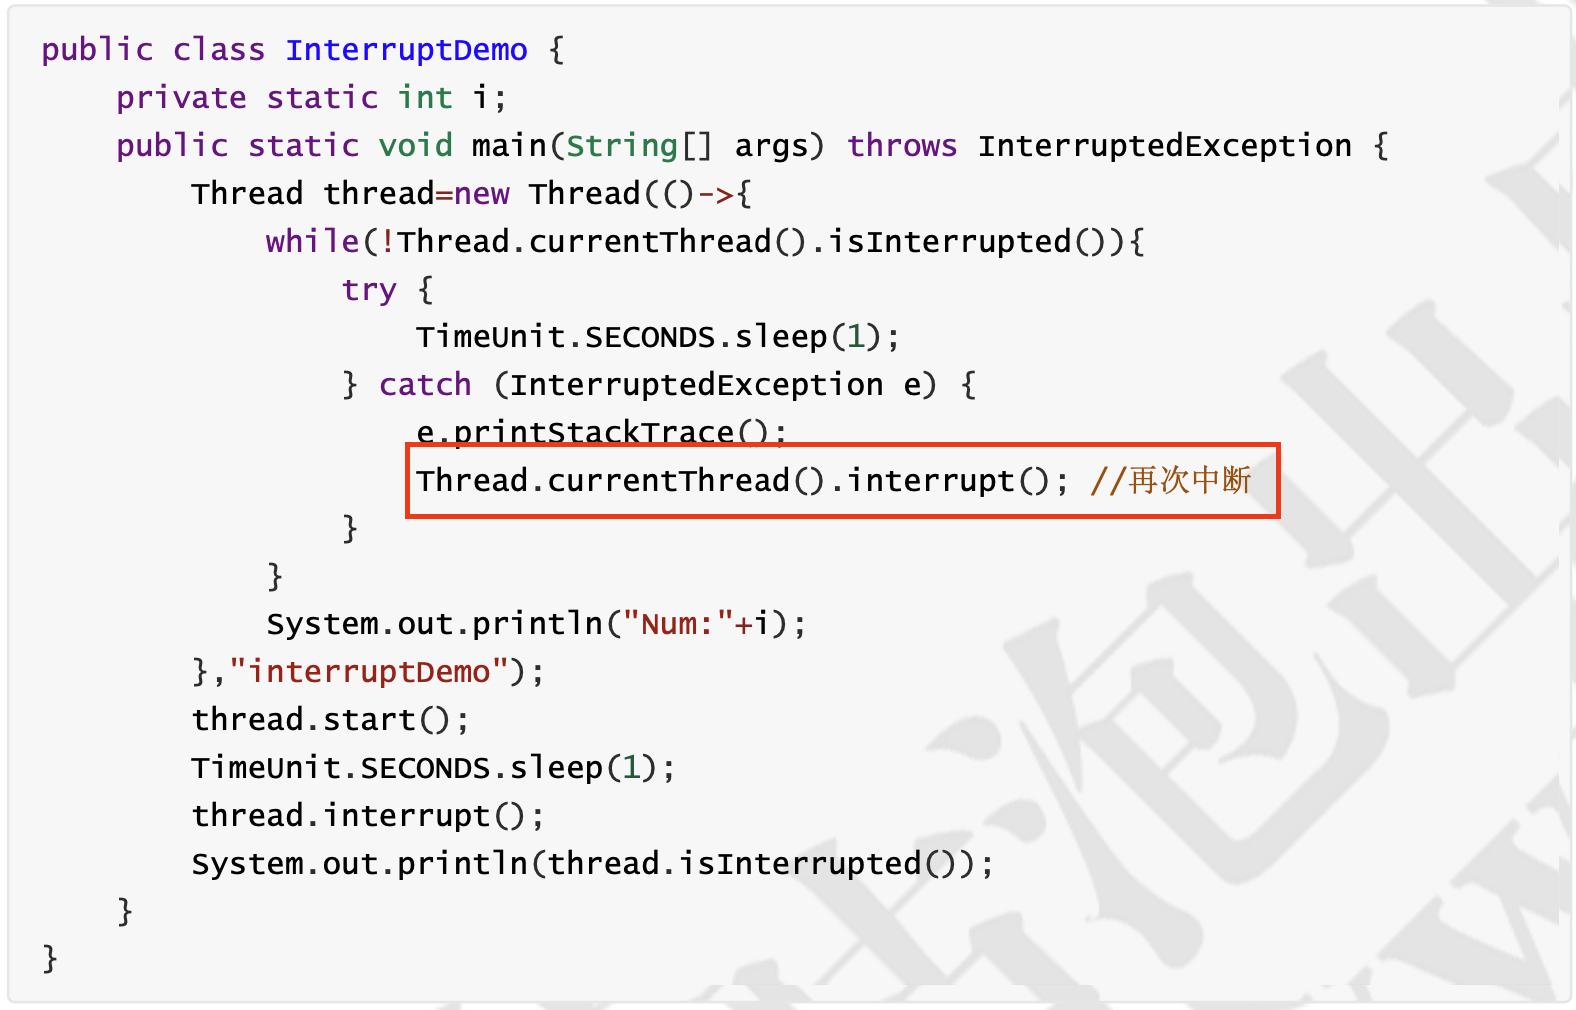 public class InterruptDemo {
    private static int i;
    public static void main(String[] args) throws InterruptedException {
        Thread thread=new Thread(()->{
            while(!Thread.currentThread().isInterrupted()){
                try {
                    TimeUnit.SECONDS.sleep(1);
                } catch (InterruptedException e) {
                    e.printStackTrace();
                    Thread.currentThread().interrupt(); //再次中断
                }
            }
            System.out.println("Num:"+i);
        },"interruptDemo");
        thread.start();
        TimeUnit.SECONDS.sleep(1);
        thread.interrupt();
        System.out.println(thread.isInterrupted());
    }
}